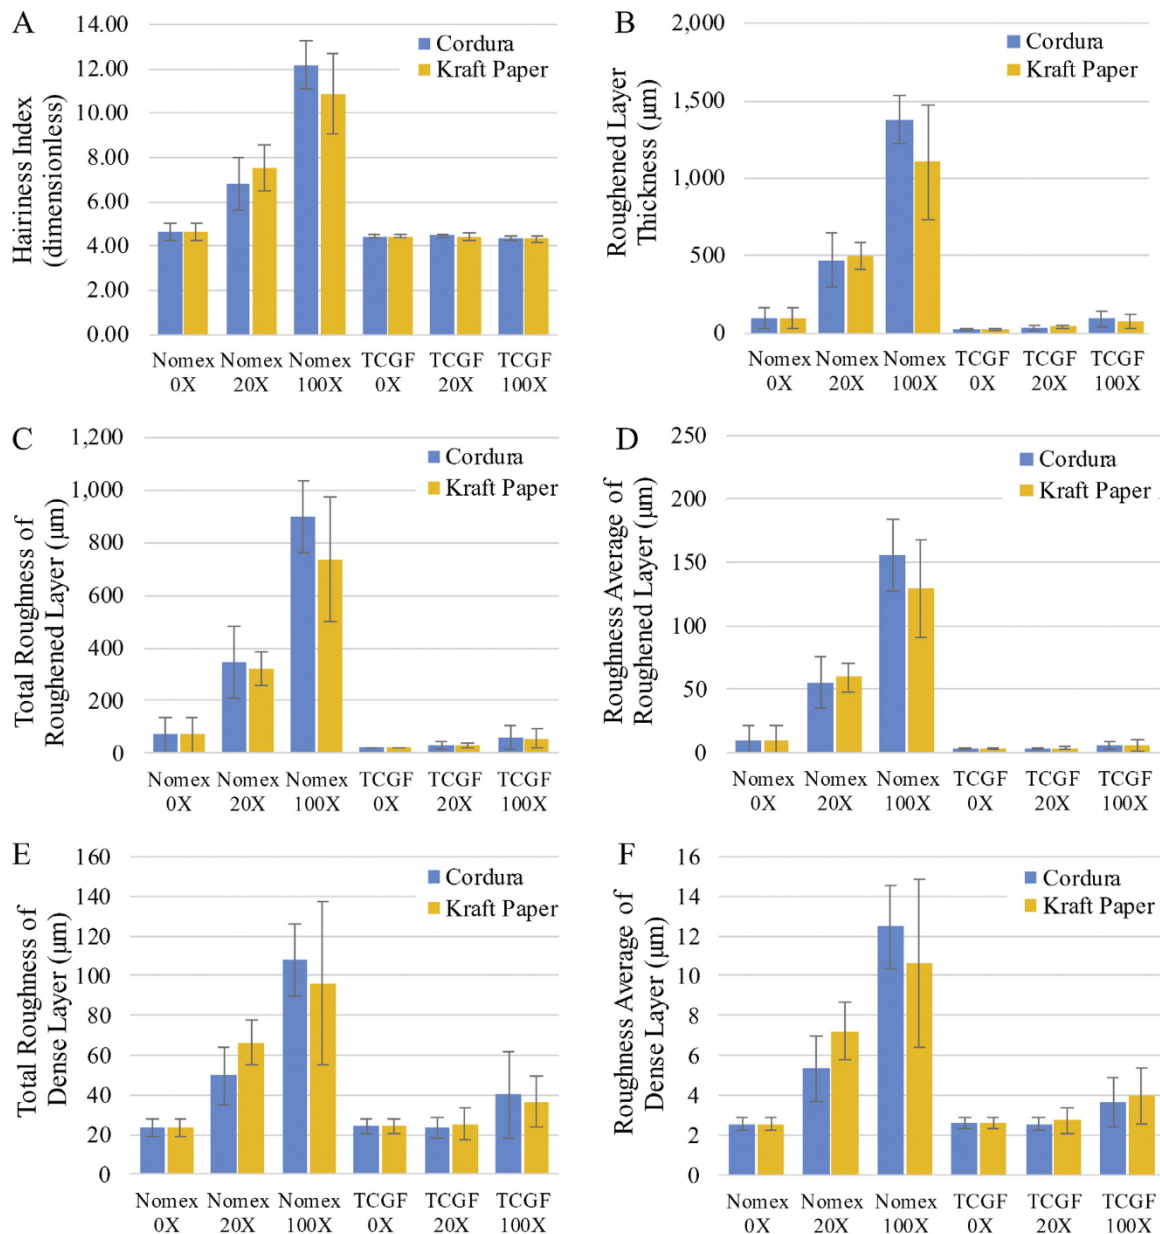 A
Hairiness Index
(dimensionless)
14.00
12.00
10.00
8.00
6.00
4.00
2.00
0.00
Cordura
Kraft Paper
Nomex Nomex Nomex TCGF TCGF TCGF
0X 20X 100X 0X 20X 100X
B
Roughened Layer
Thickness (μm)
2,000
1,500
1,000
500
0
Cordura
Kraft Paper
Nomex Nomex Nomex TCGF TCGF TCGF
0X 20X 100X 0X 20X 100X
C
Total Roughness of
Roughened Layer (μm)
1,200
1,000
800
600
400
200
0
Cordura
Kraft Paper
Nomex Nomex Nomex TCGF TCGF TCGF
0X 20X 100X 0X 20X 100X
D
Roughness Average of
Roughened Layer (μm)
250
200
150
100
50
0
Cordura
Kraft Paper
Nomex Nomex Nomex TCGF TCGF TCGF
0X 20X 100X 0X 20X 100X
E
Total Roughness of
Dense Layer (μm)
160
140
120
100
80
60
40
20
0
Cordura
Kraft Paper
Nomex Nomex Nomex TCGF TCGF TCGF
0X 20X 100X 0X 20X 100X
F
Roughness Average of
Dense Layer (μm)
16
14
12
10
8
6
4
2
0
Cordura
Kraft Paper
Nomex Nomex Nomex TCGF TCGF TCGF
0X 20X 100X 0X 20X 100X